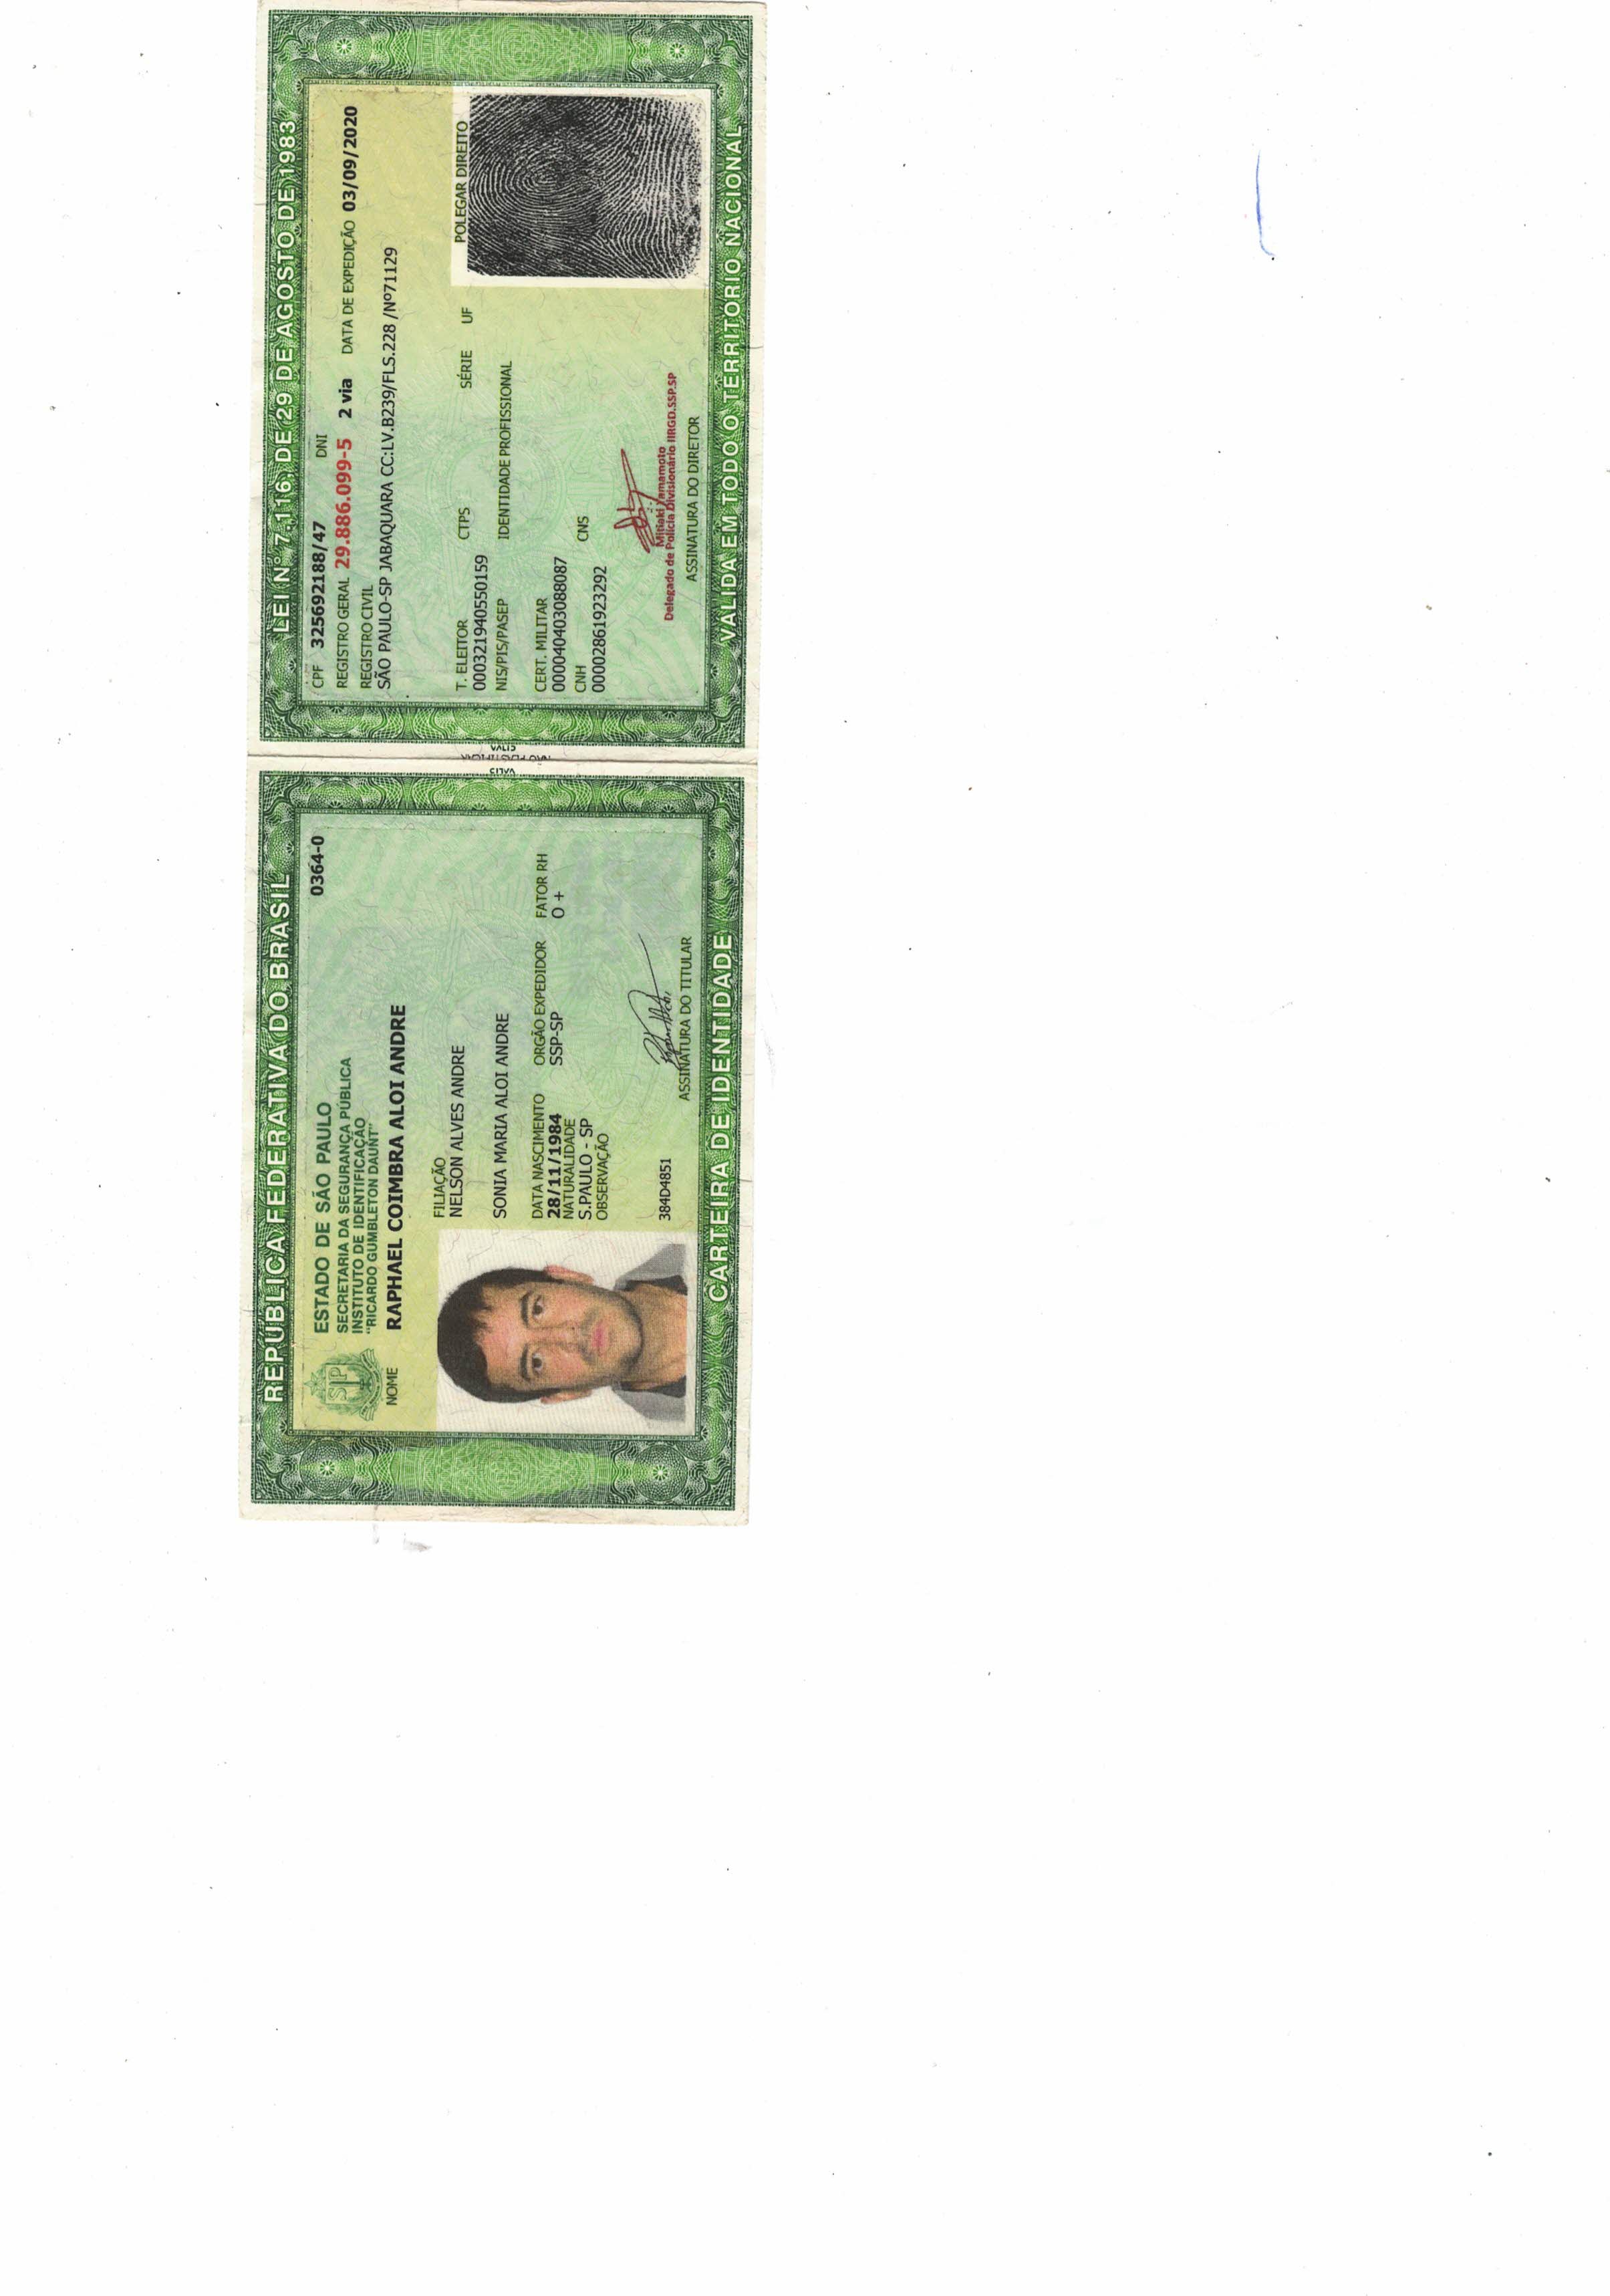 REPÚBLICA FEDERATIVA DO BRASIL
ESTADO DE SÃO PAULO
0364-0
SECRETARIA DA SEGURANÇA PÚBLICA
INSTITUTO DE IDENTIFICAÇÃO
"RICARDO GUMBLETON DAUNT"
NOME RAPHAEL COIMBRA ALOI ANDRE
FILIAÇÃO
NELSON ALVES ANDRE
SONIA MARIA ALOI ANDRE
DATA NASCIMENTO ORGÃO EXPEDIDOR FATOR RH
28/11/1984 SSP-SP O +
NATURALIDADE
S.PAULO - SP
OBSERVAÇÃO
384D4851
ASSINATURA DO TITULAR
CARTEIRA DE IDENTIDADE
LEI Nº 7.116, DE 29 DE AGOSTO DE 1983
CPF 325692188/47 DNI
REGISTRO GERAL 29.886.099-5 2 via DATA DE EXPEDIÇÃO 03/09/2020
REGISTRO CIVIL
SÃO PAULO-SP JABAQUARA CC:LV.B239/FLS.228 /Nº71129
T. ELEITOR CTPS SÉRIE UF POLEGAR DIREITO
000321940550159
NIS/PIS/PASEP IDENTIDADE PROFISSIONAL
CERT. MILITAR
000040403088087
CNH CNS
00002861923292
Mitiaki Yamamoto
Delegado de Polícia Divisionário IIRGD.SSP.SP
ASSINATURA DO DIRETOR
VÁLIDA EM TODO O TERRITÓRIO NACIONAL